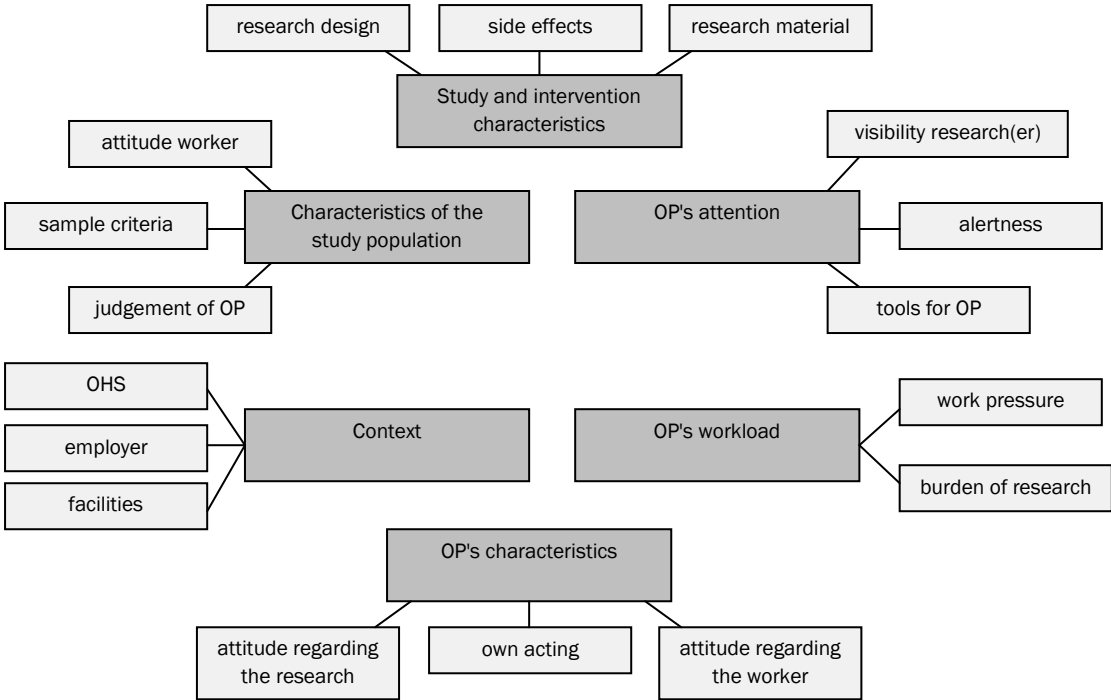 research design
side effects
research material
Study and intervention
characteristics
attitude worker
sample criteria
judgement of OP
Characteristics of the
study population
OP's attention
visibility research(er)
alertness
tools for OP
OHS
employer
facilities
Context
OP's workload
work pressure
burden of research
OP's characteristics
attitude regarding
the research
own acting
attitude regarding
the worker